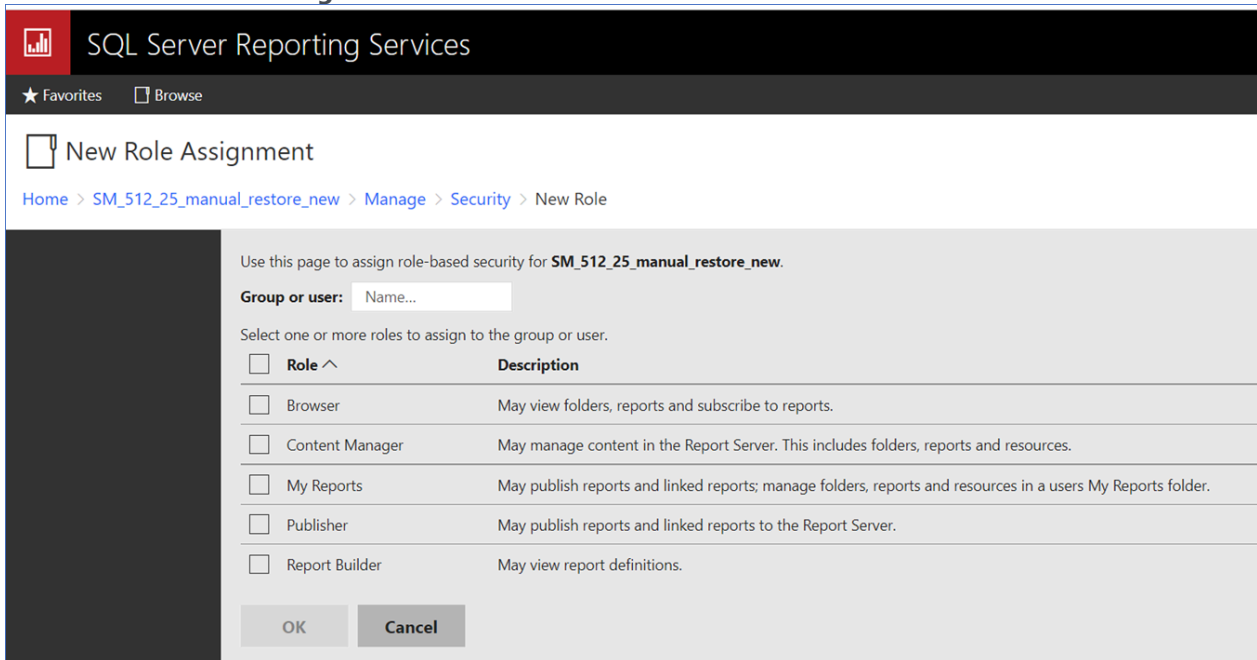 SQL Server Reporting Services
★ Favorites Browse
New Role Assignment
Home > SM_512_25_manual_restore_new > Manage > Security > New Role
Use this page to assign role-based security for SM_512_25_manual_restore_new.
Group or user: Name...
Select one or more roles to assign to the group or user.
Role Description
Browser May view folders, reports and subscribe to reports.
Content Manager May manage content in the Report Server. This includes folders, reports and resources.
My Reports May publish reports and linked reports; manage folders, reports and resources in a users My Reports folder.
Publisher May publish reports and linked reports to the Report Server.
Report Builder May view report definitions.
OK Cancel